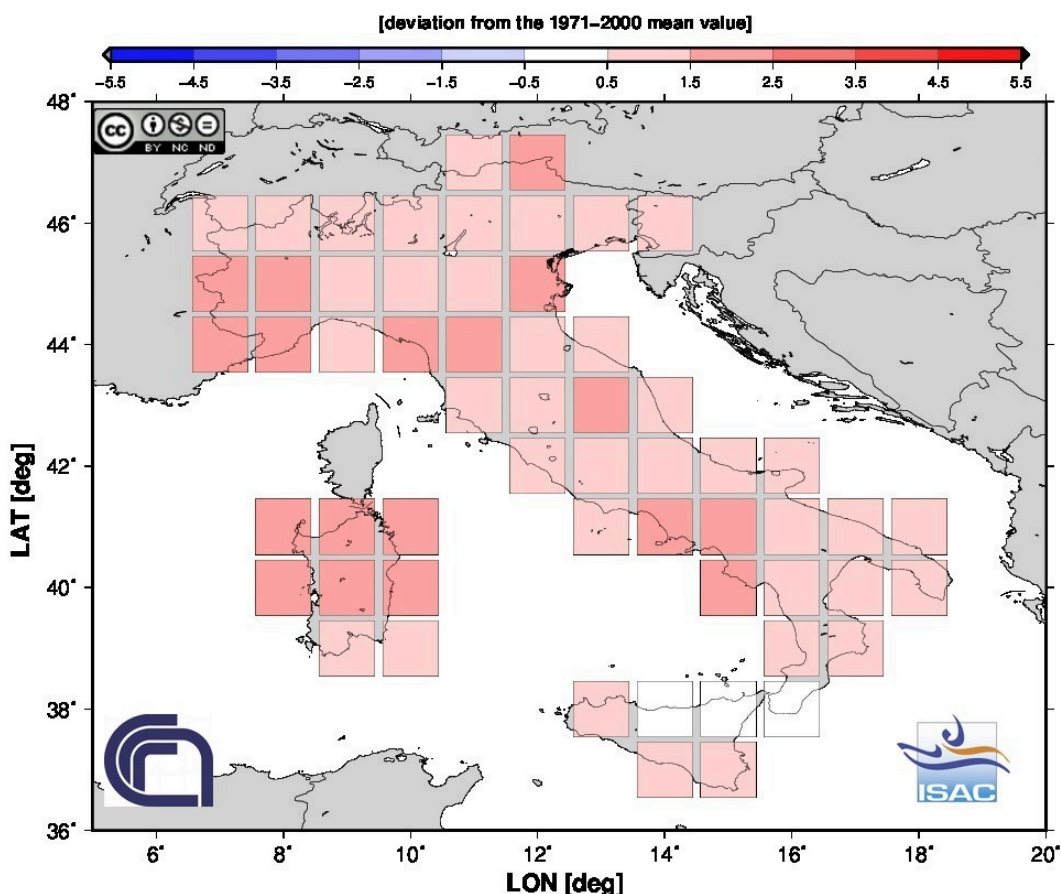 [deviation from the 1971–2000 mean value]
−5.5 −4.5 −3.5 −2.5 −1.5 −0.5 0.5 1.5 2.5 3.5 4.5 5.5
cc
BY NC ND
48°
46°
44°
42°
40°
38°
36°
LAT [deg]
ISAC
6° 8° 10° 12° 14° 16° 18° 20°
LON [deg]